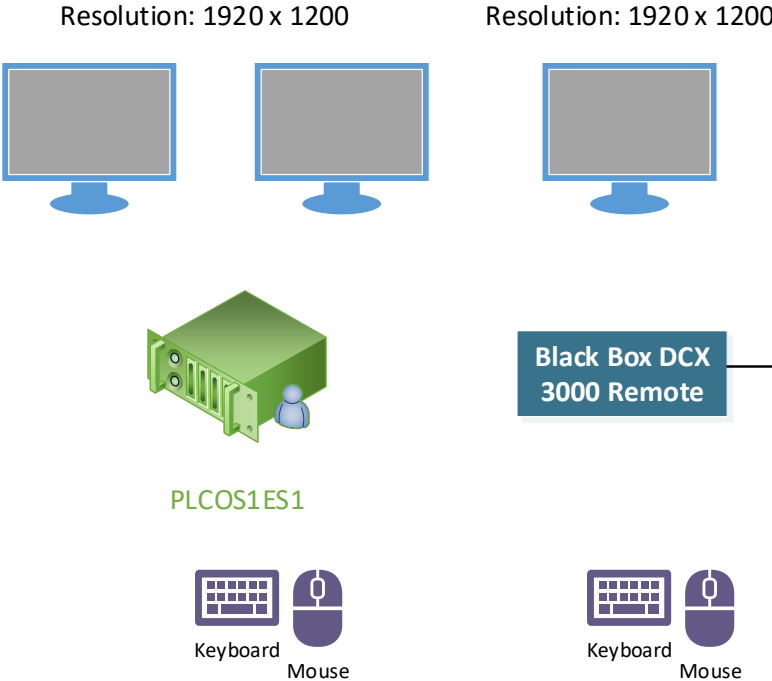 Resolution: 1920 x 1200
Resolution: 1920 x 1200
Black Box DCX
3000 Remote
PLCOS1ES1
Keyboard
Mouse
Keyboard
Mouse